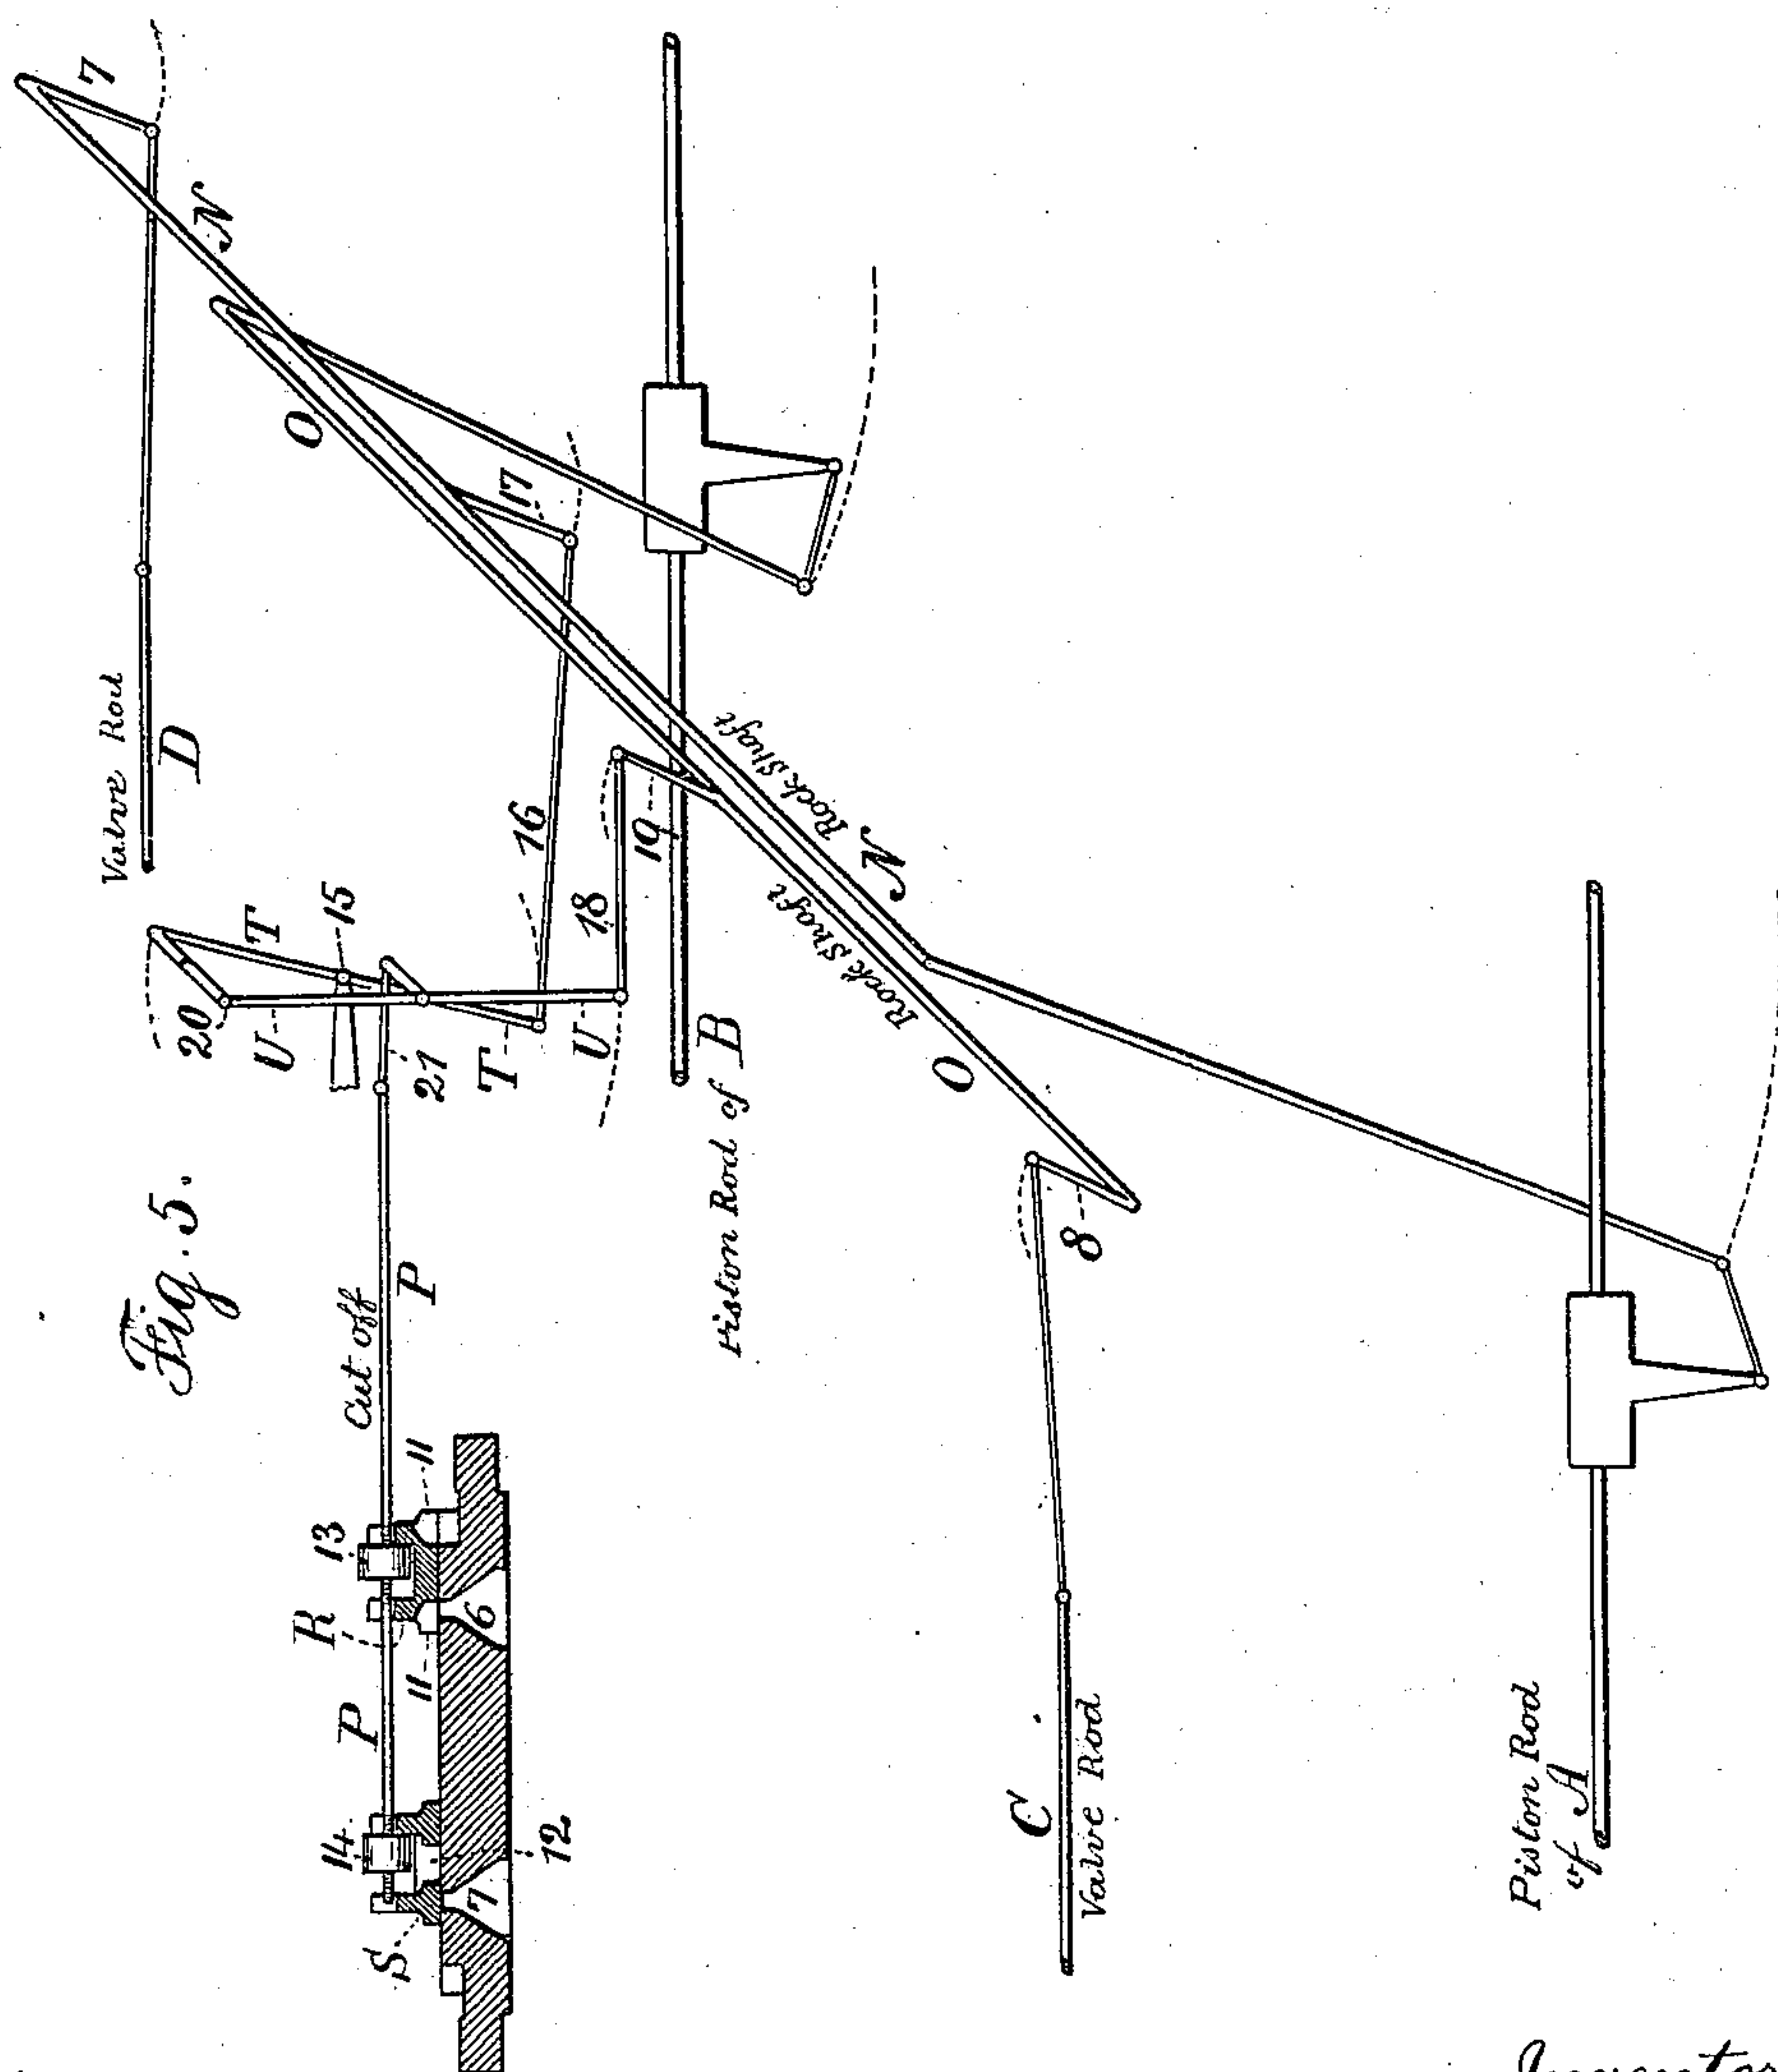 Fig. 5.
7
N
O
Valve Rod
D
17
16
15
T
20
U
T
U
21
18
19
Rock Shaft
N
Rock Shaft
O
Piston Rod of B
Cut off
P
P
13
11
R
11
6
14.
12
7
S
8
C
Valve Rod
Piston Rod
of A